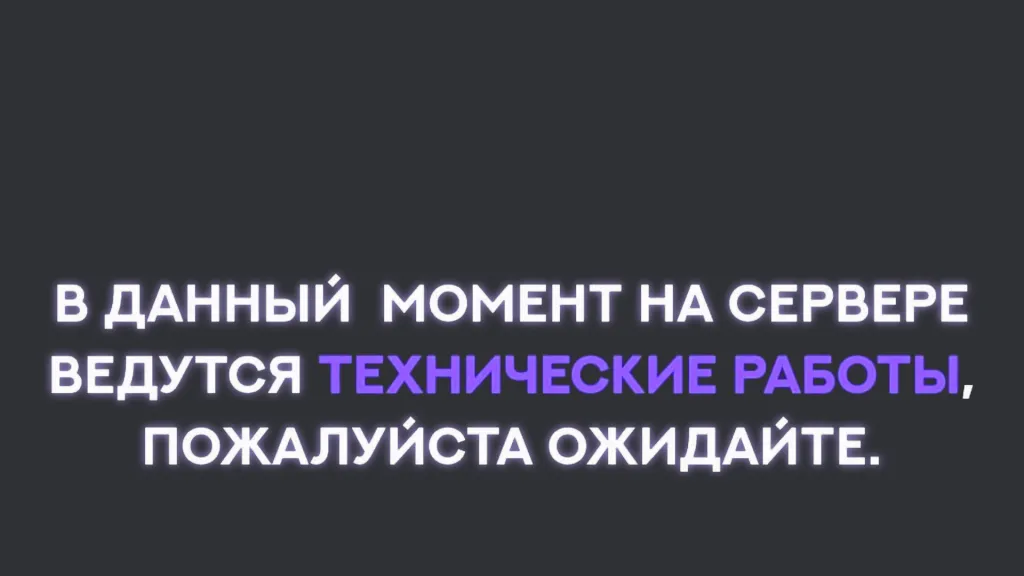 В ДАННЫЙ МОМЕНТ НА СЕРВЕРЕ
ВЕДУТСЯ ТЕХНИЧЕСКИЕ РАБОТЫ,
ПОЖАЛУЙСТА ОЖИДАЙТЕ.